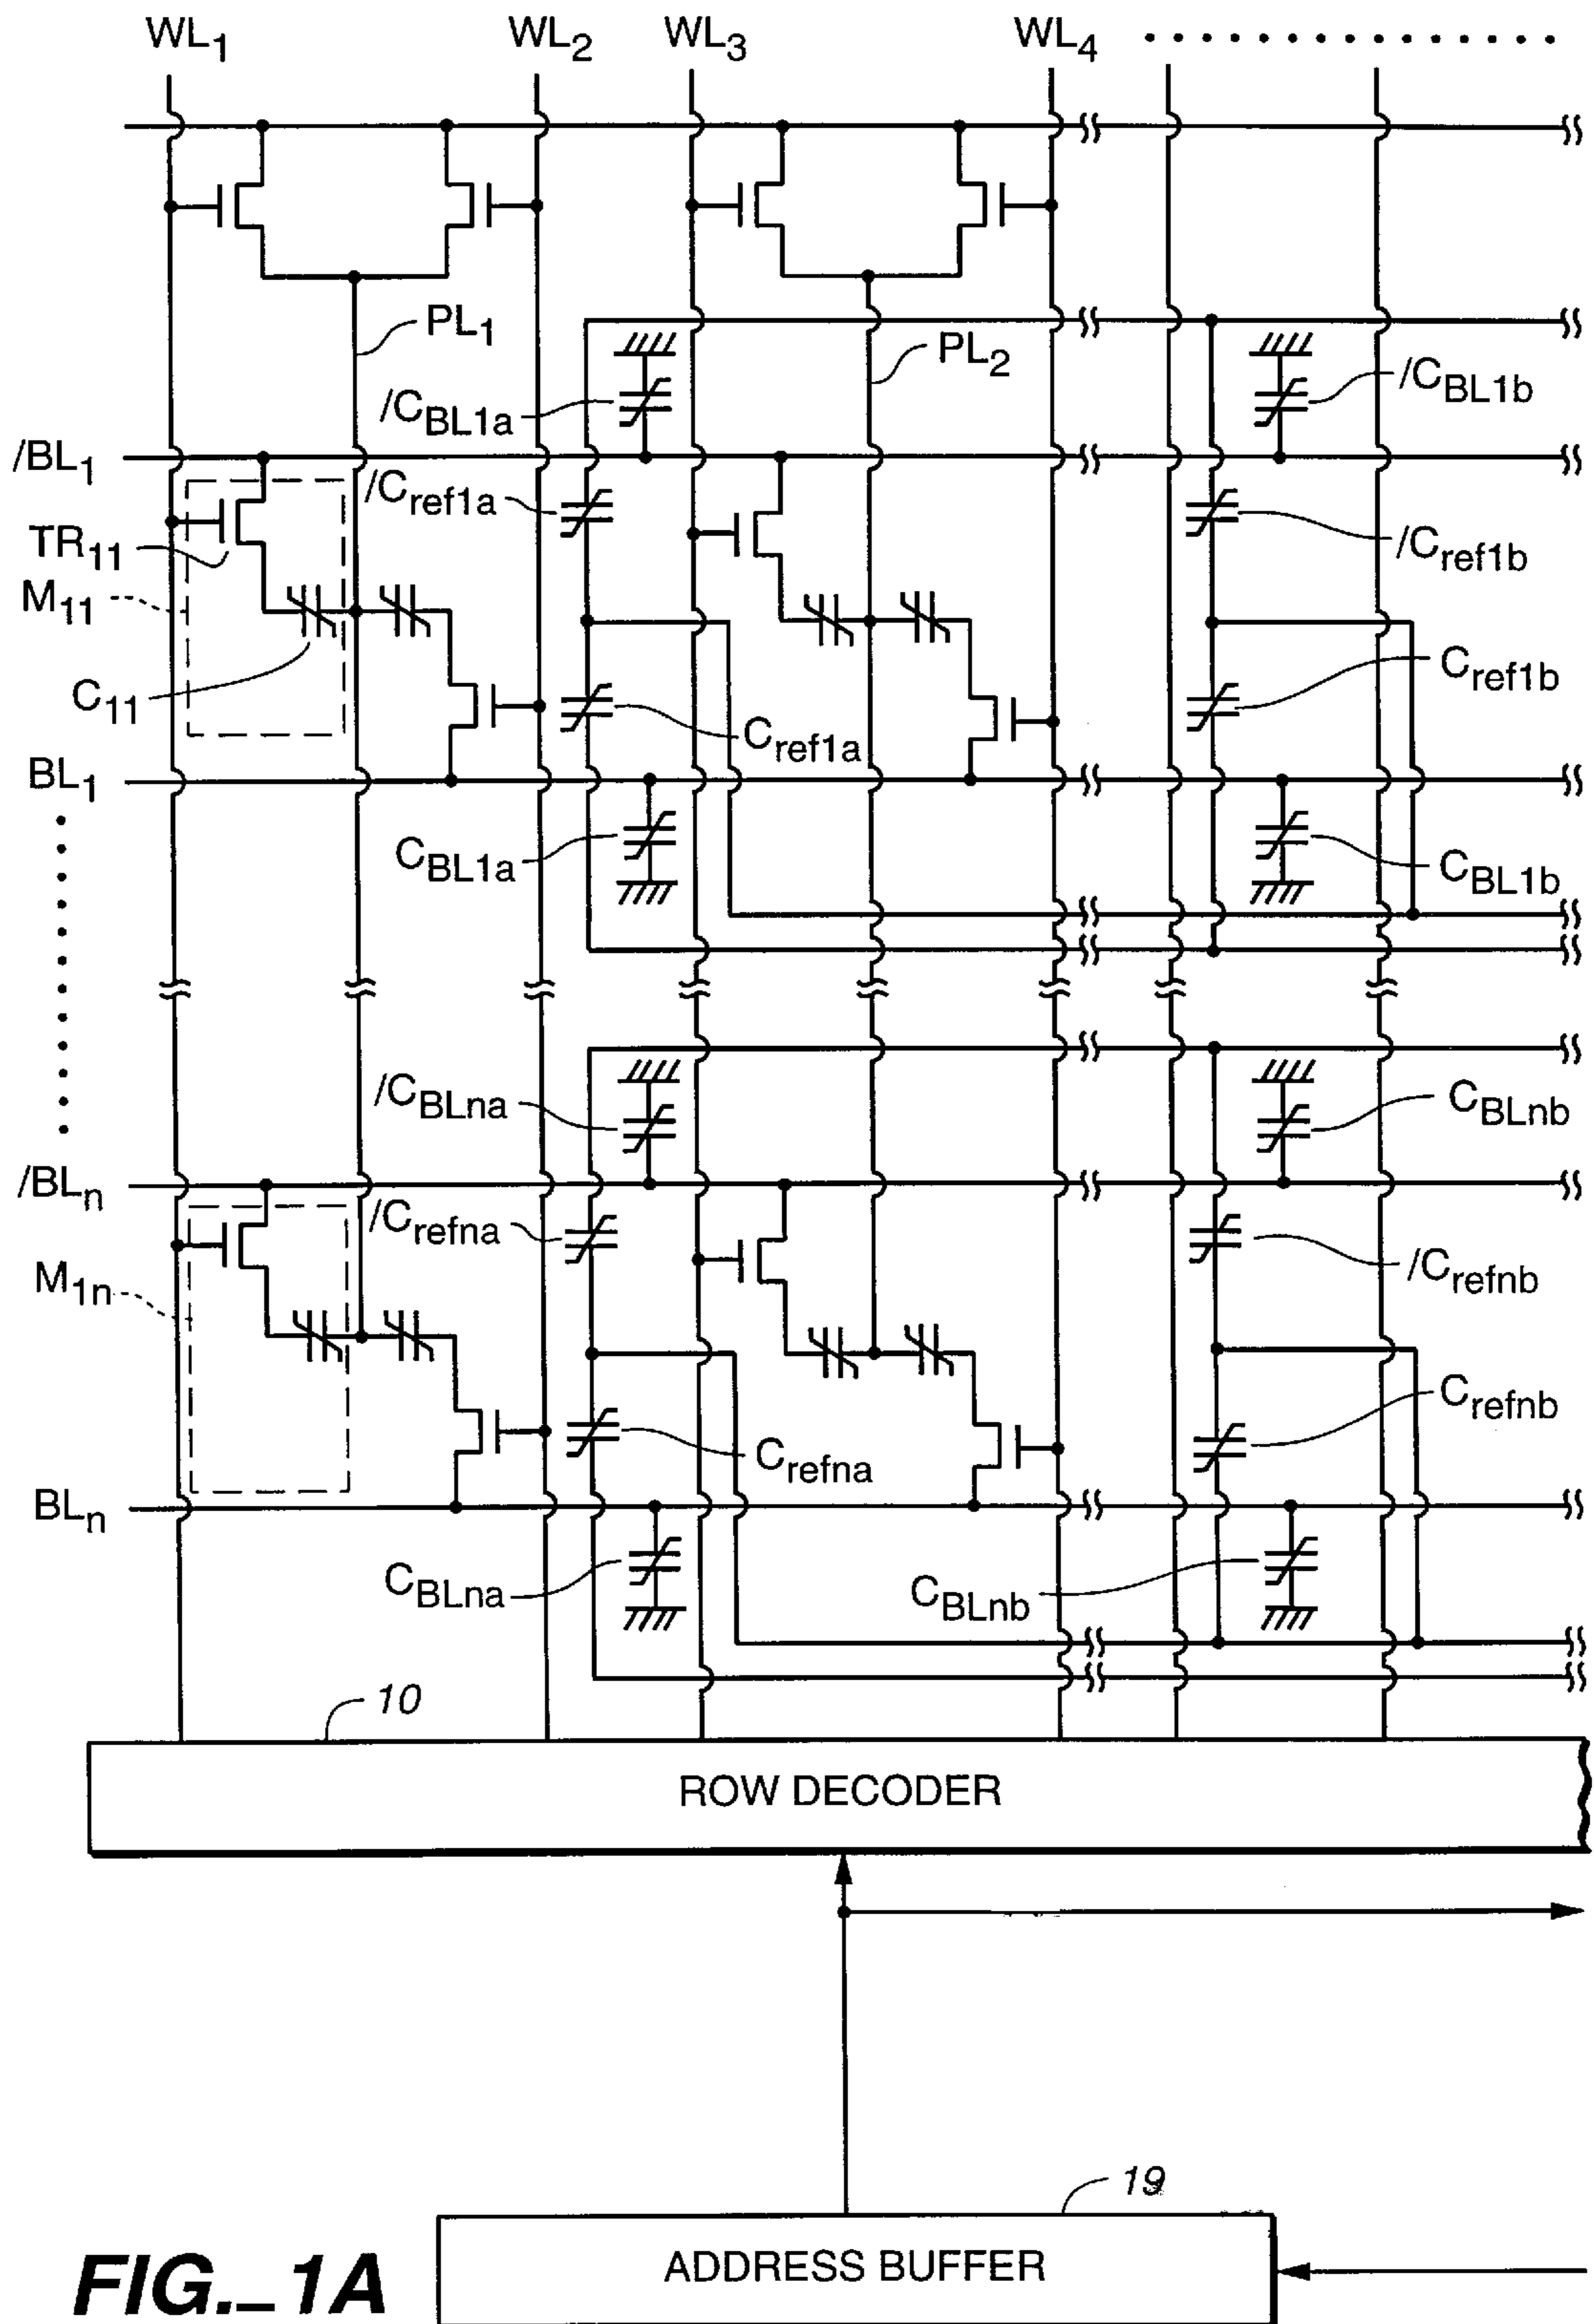 WL1 WL2 WL3 WL4 ...............
PL1
PL2
/CBL1a
/CBL1b
/BL1
/Cref1a
/Cref1b
TR11
M11
C11
Cref1a
Cref1b
BL1
CBL1a
CBL1b
/CBLna
CBLnb
/BLn
/Crefna
/Crefnb
M1n
Crefna
Crefnb
BLn
CBLna
CBLnb
10
ROW DECODER
19
ADDRESS BUFFER
FIG._1A